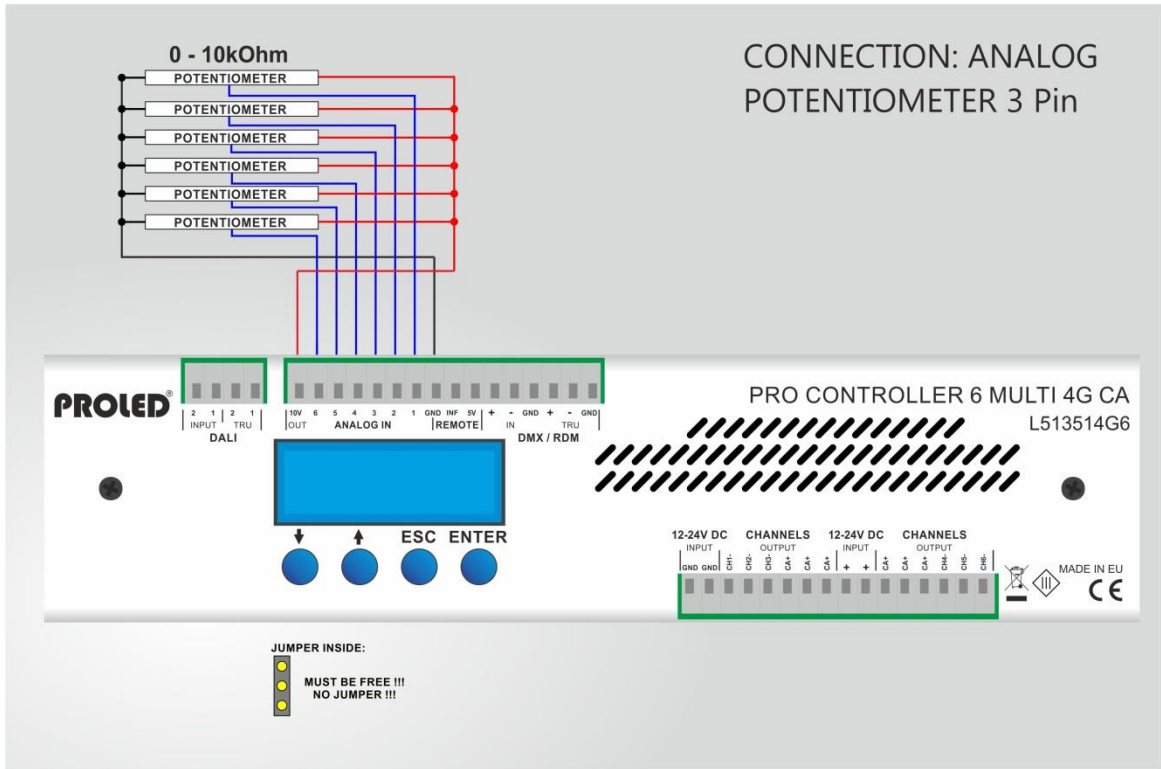 0 - 10kOhm
POTENTIOMETER
POTENTIOMETER
POTENTIOMETER
POTENTIOMETER
POTENTIOMETER
POTENTIOMETER
CONNECTION: ANALOG
POTENTIOMETER 3 Pin
PROLED®
2 1 2 1
INPUT TRU
DALI
10V 6 5 4 3 2 1 GND INF 5V + - GND + - GND
OUT ANALOG IN REMOTE IN TRU
DMX / RDM
PRO CONTROLLER 6 MULTI 4G CA
L513514G6
ESC ENTER
12-24V DC CHANNELS 12-24V DC CHANNELS
INPUT OUTPUT INPUT OUTPUT
GND GND CH1- CH2- CH3- CA+ CA+ CA+ + + CA+ CA+ CA+ CH4- CH5- CH6-
III
MADE IN EU
CE
JUMPER INSIDE:
MUST BE FREE !!!
NO JUMPER !!!